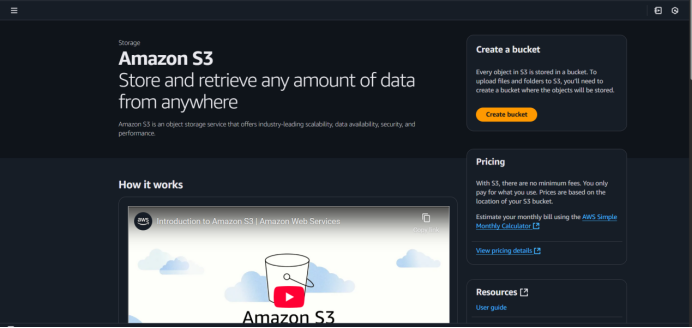 Storage
Amazon S3
Store and retrieve any amount of data
from anywhere
Amazon S3 is an object storage service that offers industry-leading scalability, data availability, security, and
performance.
Create a bucket
Every object in S3 is stored in a bucket. To
upload files and folders to S3, you'll need to
create a bucket where the objects will be stored.
Create bucket
Pricing
With S3, there are no minimum fees. You only
pay for what you use. Prices are based on the
location of your S3 bucket.
Estimate your monthly bill using the AWS Simple
Monthly Calculator
View pricing details
Resources
User guide
How it works
aws
Introduction to Amazon S3 | Amazon Web Services
Amazon S3